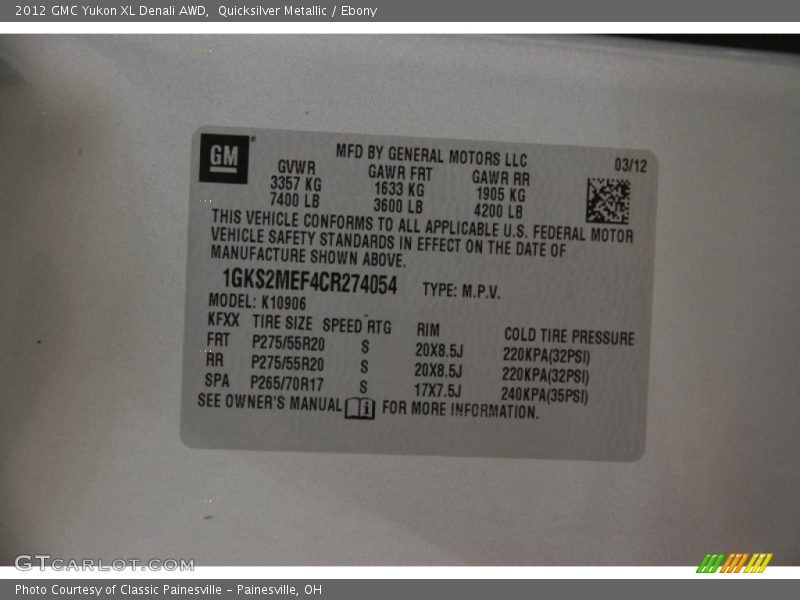 2012 GMC Yukon XL Denali AWD,  Quicksilver Metallic / Ebony
GM
MFD BY GENERAL MOTORS LLC
03/12
GVWR GAWR FRT GAWR RR
3357 KG 1633 KG 1905 KG
7400 LB 3600 LB 4200 LB
THIS VEHICLE CONFORMS TO ALL APPLICABLE U.S. FEDERAL MOTOR
VEHICLE SAFETY STANDARDS IN EFFECT ON THE DATE OF
MANUFACTURE SHOWN ABOVE.
1GKS2MEF4CR274054 TYPE: M.P.V.
MODEL: K10906
KFXX TIRE SIZE SPEED RTG RIM COLD TIRE PRESSURE
FRT P275/55R20 S 20X8.5J 220KPA(32PSI)
RR P275/55R20 S 20X8.5J 220KPA(32PSI)
SPA P265/70R17 S 17X7.5J 240KPA(35PSI)
SEE OWNER'S MANUAL FOR MORE INFORMATION.
GTCARLOT.COM
Photo Courtesy of Classic Painesville - Painesville, OH